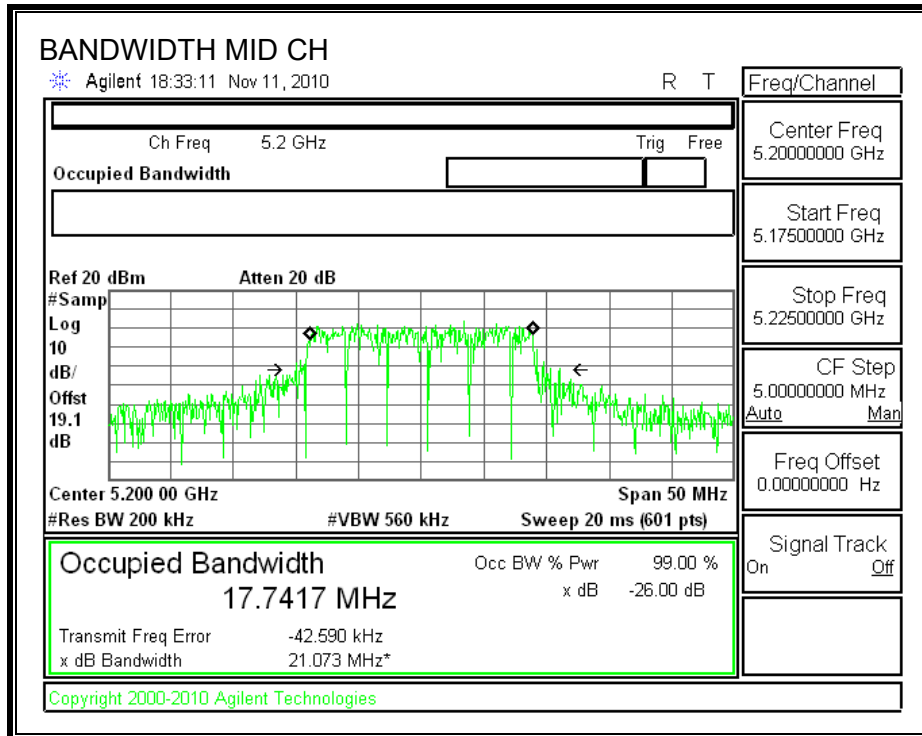 BANDWIDTH MID CH
Agilent 18:33:11 Nov 11, 2010 R T
Freq/Channel
Ch Freq 5.2 GHz Trig Free
Occupied Bandwidth
Center Freq
5.20000000 GHz
Start Freq
5.17500000 GHz
Stop Freq
5.22500000 GHz
CF Step
5.00000000 MHz
Auto Man
Freq Offset
0.00000000 Hz
Signal Track
On Off
Ref 20 dBm Atten 20 dB
#Samp
Log
10
dB/
Offst
19.1
dB
Center 5.200 00 GHz Span 50 MHz
#Res BW 200 kHz #VBW 560 kHz Sweep 20 ms (601 pts)
Occupied Bandwidth Occ BW % Pwr 99.00 %
17.7417 MHz x dB -26.00 dB
Transmit Freq Error -42.590 kHz
x dB Bandwidth 21.073 MHz*
Copyright 2000-2010 Agilent Technologies